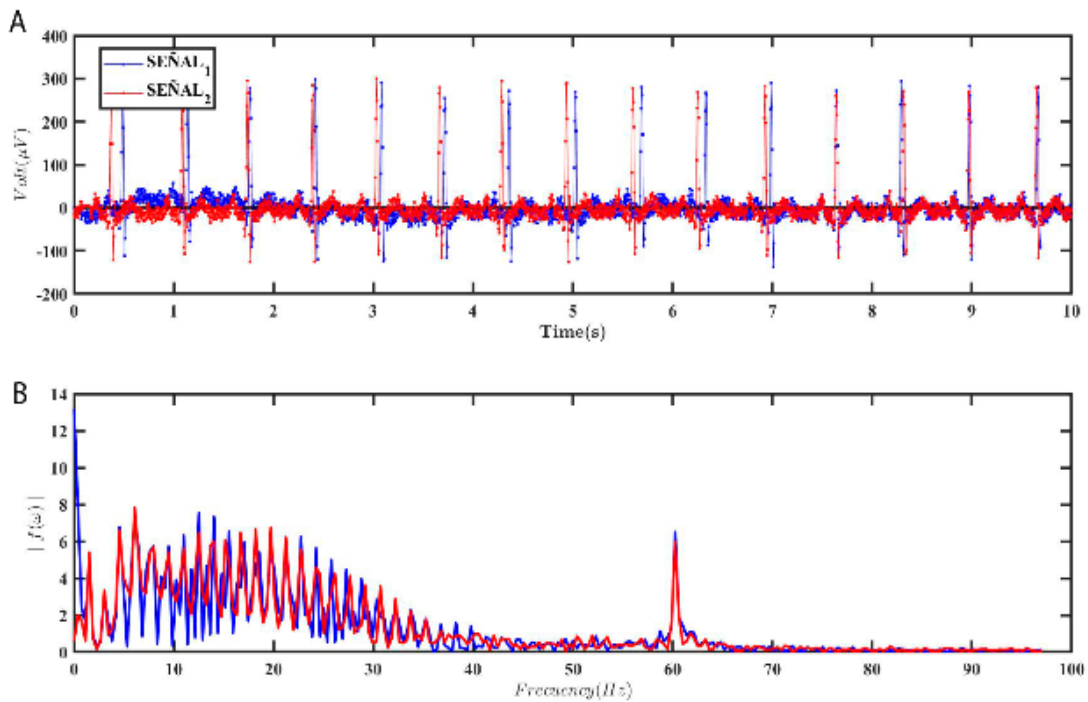 A
400
300
200
100
0
-100
-200
Volt(μV)
SEÑAL1
SEÑAL2
0 1 2 3 4 5 6 7 8 9 10
Time(s)
B
14
12
10
8
6
4
2
0
| f(ω) |
0 10 20 30 40 50 60 70 80 90 100
Frecuency(Hz)